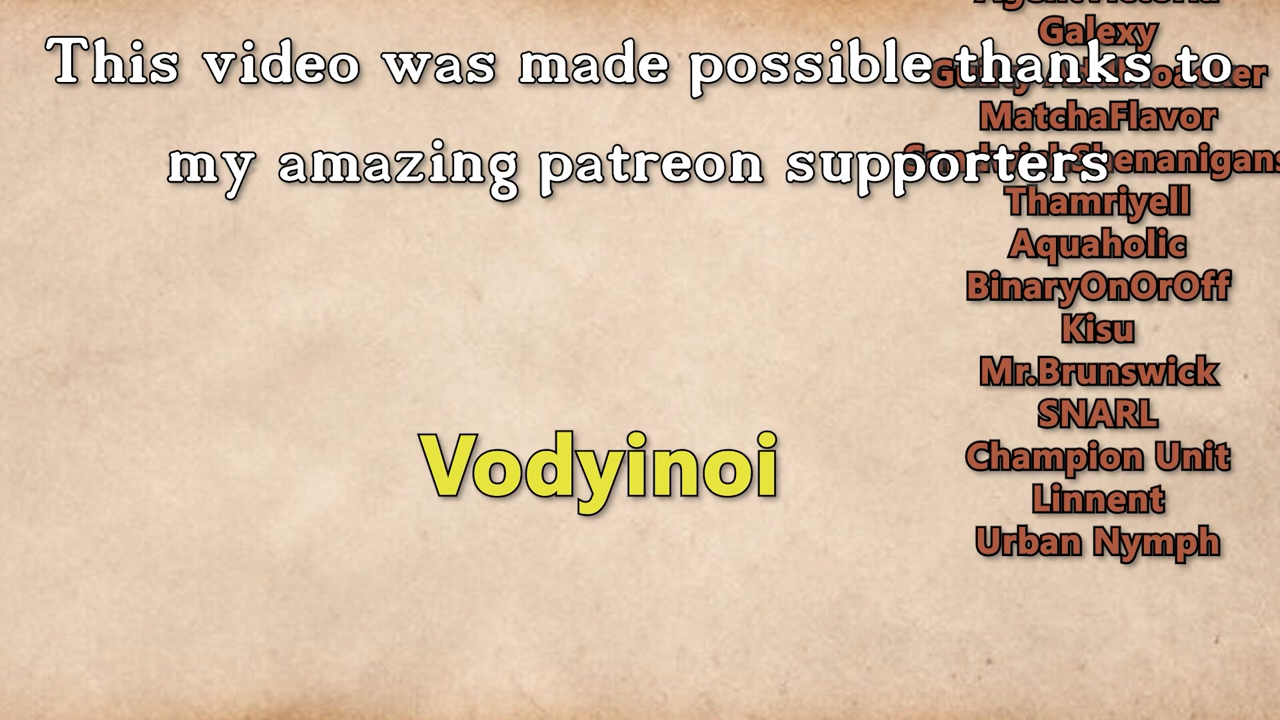 This video was made possible thanks to
my amazing patreon supporters
Galexy
MatchaFlavor
Shenanigans
Thamriyell
Aquaholic
BinaryOnOrOff
Kisu
Mr.Brunswick
SNARL
Champion Unit
Linnent
Urban Nymph
Vodyinoi